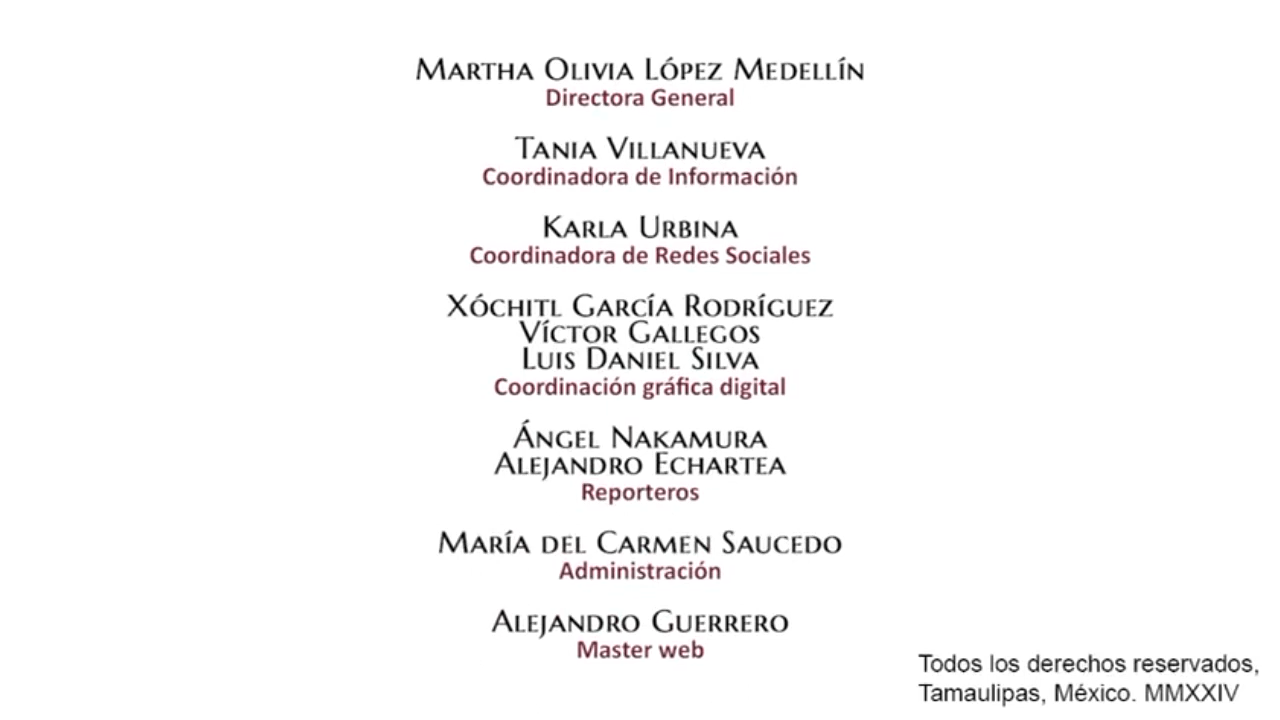 Martha Olivia López Medellín
Directora General
Tania Villanueva
Coordinadora de Información
Karla Urbina
Coordinadora de Redes Sociales
Xóchitl García Rodríguez
Víctor Gallegos
Luis Daniel Silva
Coordinación gráfica digital
Ángel Nakamura
Alejandro Echartea
Reporteros
María del Carmen Saucedo
Administración
Alejandro Guerrero
Master web
Todos los derechos reservados,
Tamaulipas, México. MMXXIV